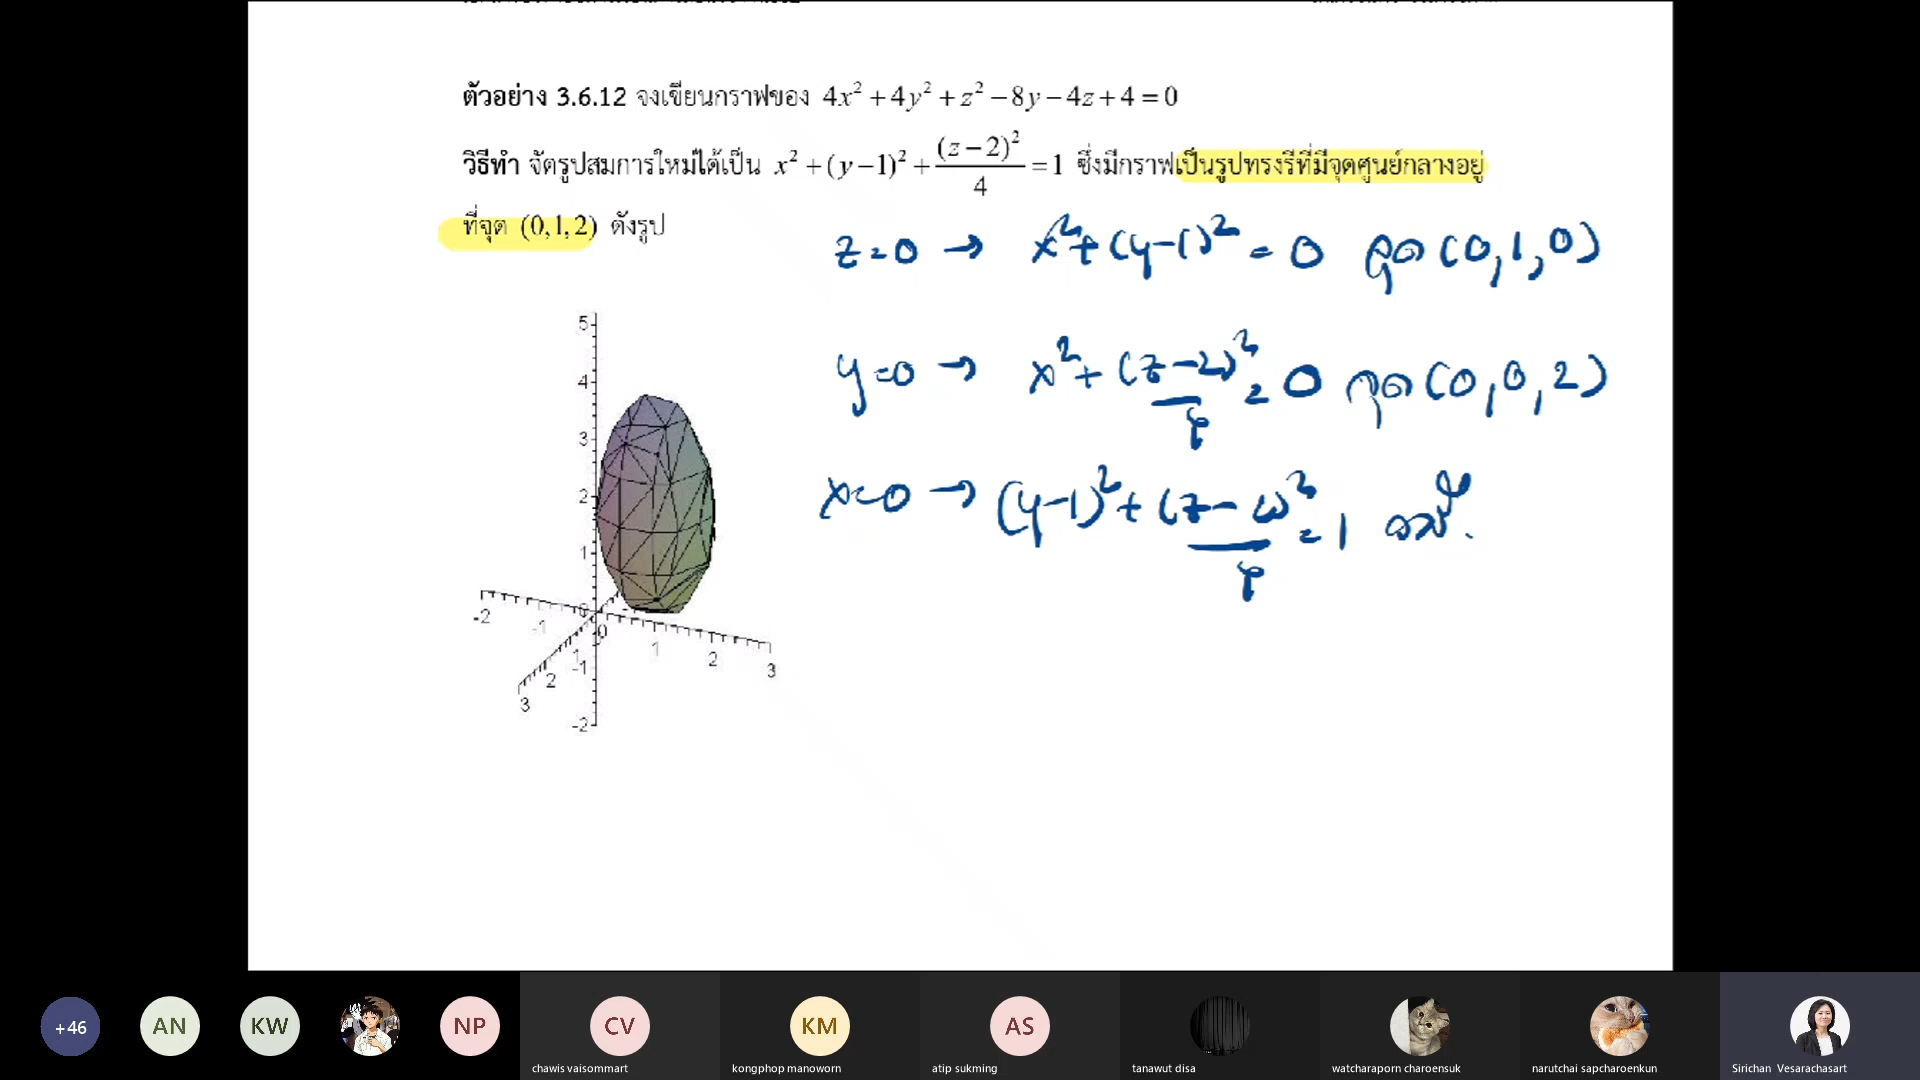 ตัวอย่าง 3.6.12 จงเขียนกราฟของ 4x² + 4y² + z² − 8y − 4z + 4 = 0
วิธีทำ จัดรูปสมการใหม่ได้เป็น x² + (y − 1)² + (z − 2)²/4 = 1 ซึ่งมีกราฟเป็นรูปทรงรีที่มีจุดศูนย์กลางอยู่
ที่จุด (0,1,2) ดังรูป
z=0 → x² + (y−1)² = 0 จุด (0,1,0)
y=0 → x² + (z−2)²/4 = 0 จุด (0,0,2)
x=0 → (y−1)² + (z−2)²/4 = 1 วงรี
5
4
3
2
1
0
-2
-1
0
1
2
3
1
2
3
-1
-2
+46
AN
KW
NP
CV
KM
AS
chawis vaisommart
kongphop manoworn
atip sukming
tanawut disa
watcharaporn charoensuk
narutchai sapcharoenkun
Sirichan Vesarachasart